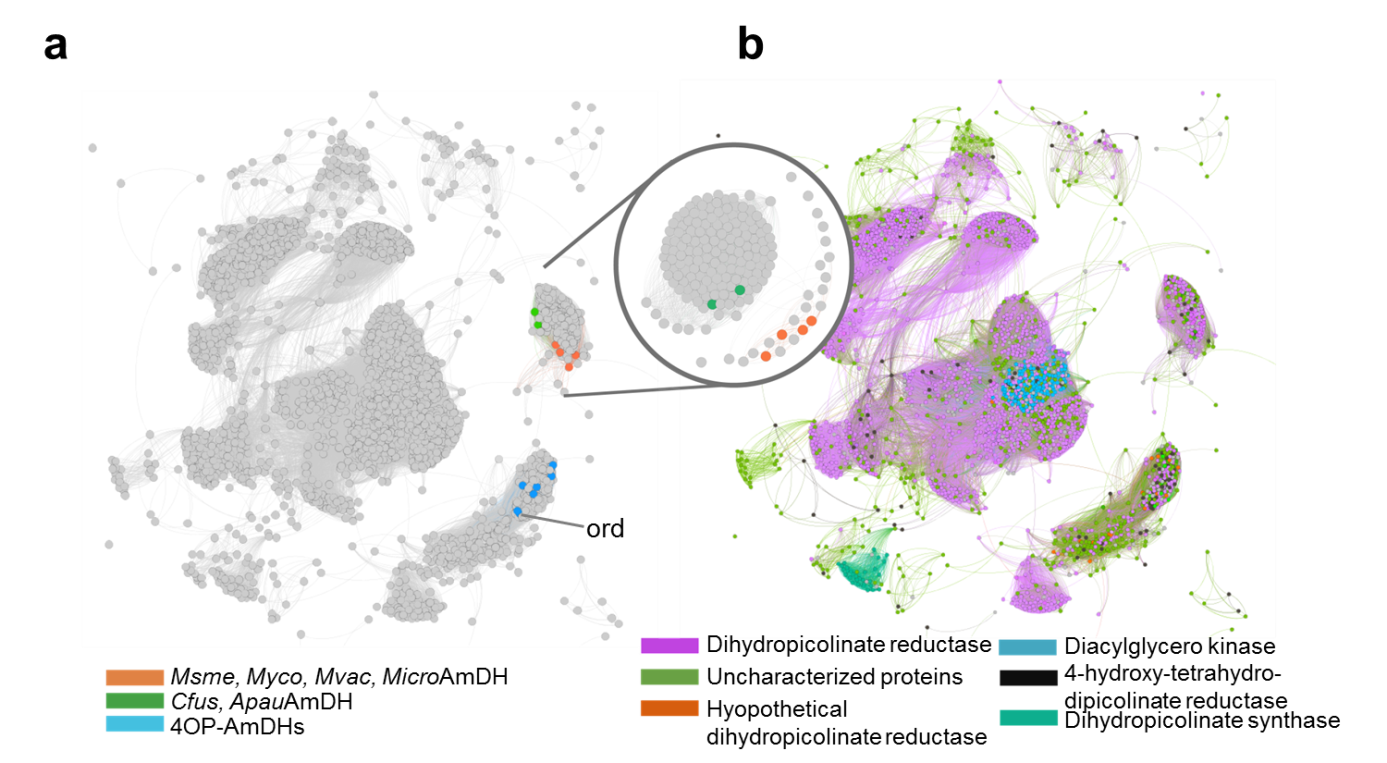 a
b
ord
Msme, Myco, Mvac, MicroAmDH
Cfus, ApauAmDH
4OP-AmDHs
Dihydropicolinate reductase
Uncharacterized proteins
Hyopothetical
dihydropicolinate reductase
Diacylglycero kinase
4-hydroxy-tetrahydro-
dipicolinate reductase
Dihydropicolinate synthase